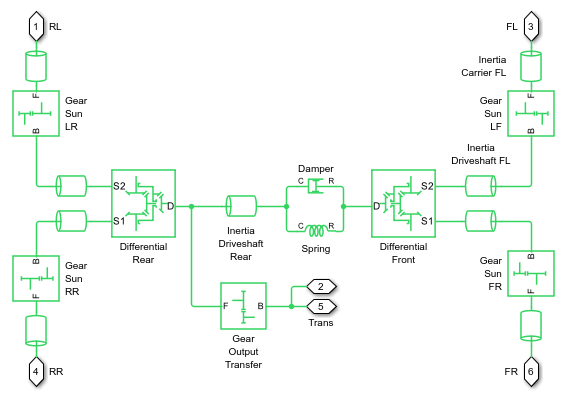 1 RL
FL 3
Inertia
Carrier FL
F
Gear
Sun
LR
B
F
Gear
Sun
LF
B
Inertia
Driveshaft FL
Damper
C R
S2
D
S1
Differential
Rear
Inertia
Driveshaft
Rear
C R
Spring
S2
D
S1
Differential
Front
B
Gear
Sun
RR
F
B
Gear
Sun
FR
F
F B
Gear
Output
Transfer
2
5
Trans
4 RR
FR 6